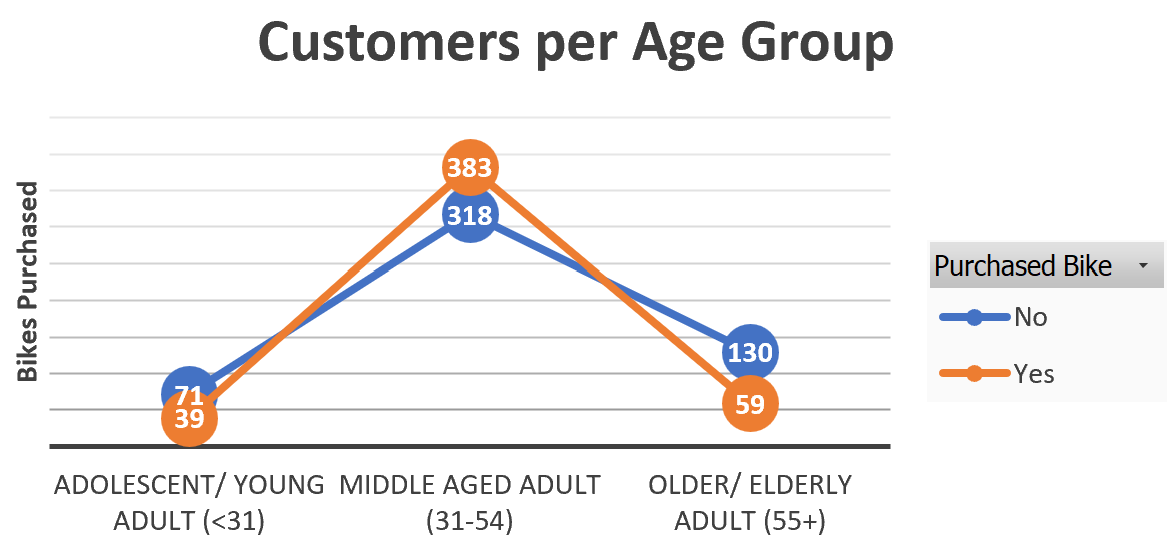 Customers per Age Group
Bikes Purchased
383
318
71
39
130
59
ADOLESCENT/ YOUNG ADULT (<31)
MIDDLE AGED ADULT (31-54)
OLDER/ ELDERLY ADULT (55+)
Purchased Bike
No
Yes